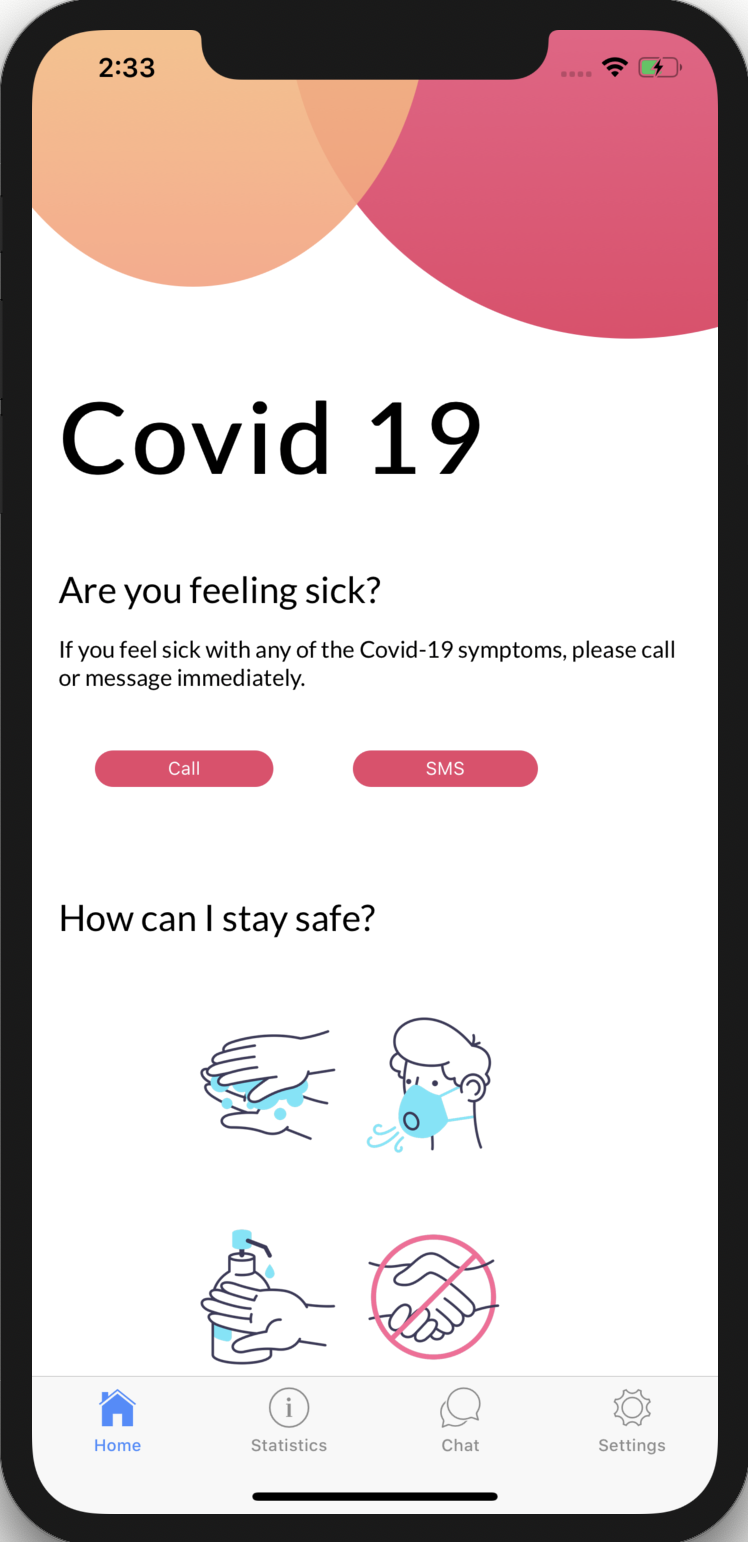 2:33
Covid 19
Are you feeling sick?
If you feel sick with any of the Covid-19 symptoms, please call
or message immediately.
Call
SMS
How can I stay safe?
Home
Statistics
Chat
Settings